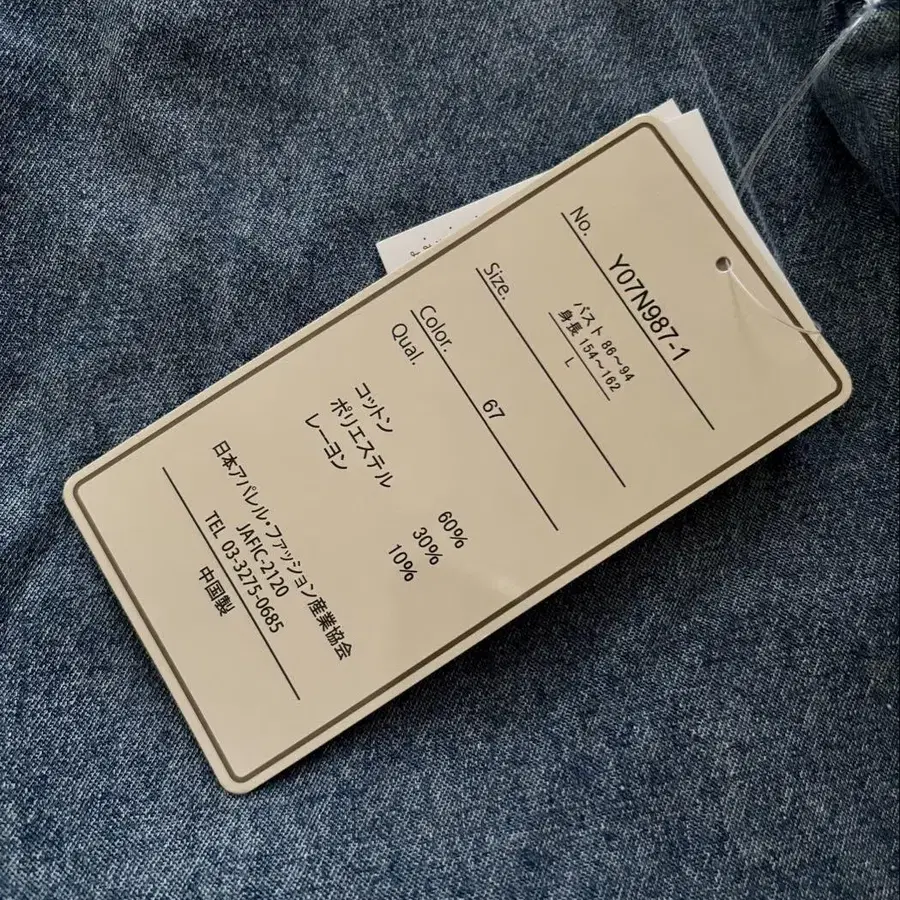 No.
Y07N987-1
Size.
バスト 86～94
身長 154～162
L
Color.
67
Qual.
コットン 60%
ポリエステル 30%
レーヨン 10%
日本アパレル・ファッション産業協会
JAFIC-2120
TEL 03-3275-0685
中国製